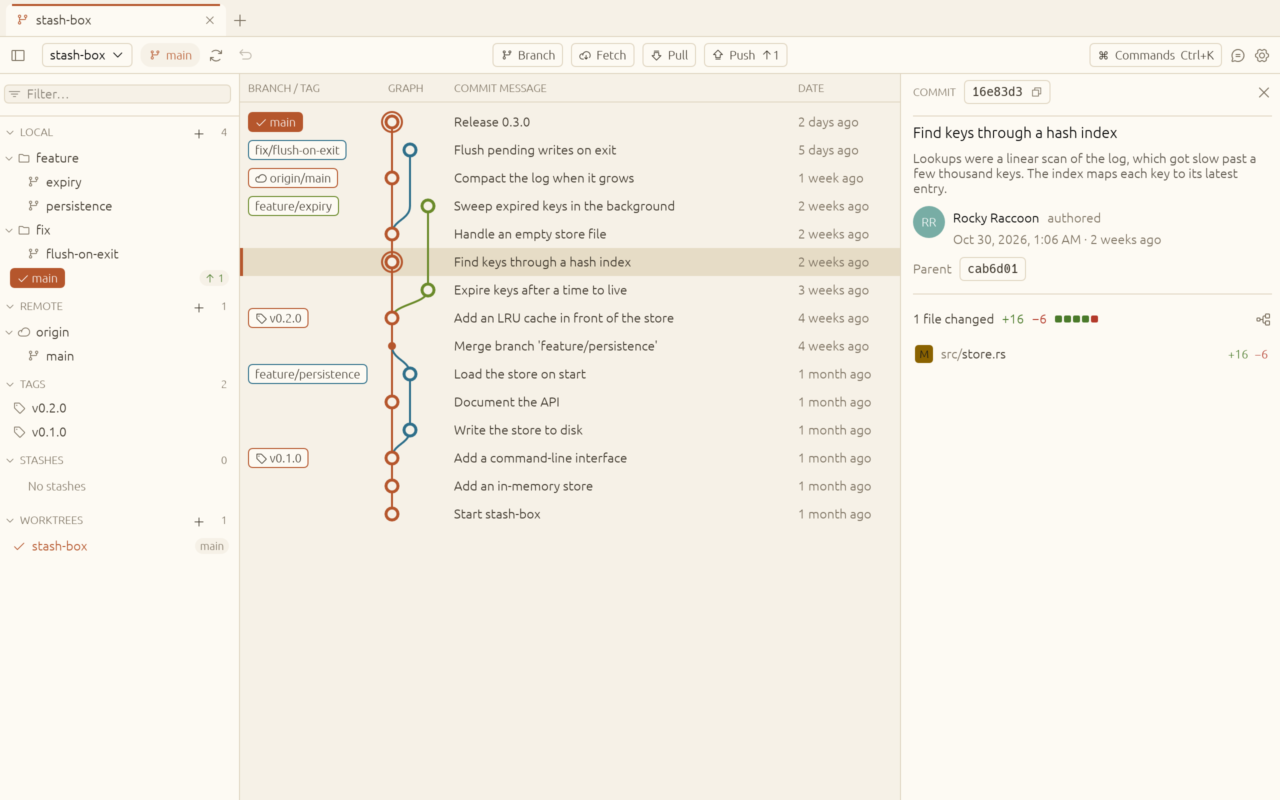 stash-box
stash-box main Branch Fetch Pull Push ↑1 ⌘ Commands Ctrl+K
Filter…
LOCAL + 4
feature
expiry
persistence
fix
flush-on-exit
main ↑ 1
REMOTE + 1
origin
main
TAGS 2
v0.2.0
v0.1.0
STASHES 0
No stashes
WORKTREES + 1
stash-box main
BRANCH / TAG GRAPH COMMIT MESSAGE DATE
main Release 0.3.0 2 days ago
fix/flush-on-exit Flush pending writes on exit 5 days ago
origin/main Compact the log when it grows 1 week ago
feature/expiry Sweep expired keys in the background 2 weeks ago
Handle an empty store file 2 weeks ago
Find keys through a hash index 2 weeks ago
Expire keys after a time to live 3 weeks ago
v0.2.0 Add an LRU cache in front of the store 4 weeks ago
Merge branch 'feature/persistence' 4 weeks ago
feature/persistence Load the store on start 1 month ago
Document the API 1 month ago
Write the store to disk 1 month ago
v0.1.0 Add a command-line interface 1 month ago
Add an in-memory store 1 month ago
Start stash-box 1 month ago
COMMIT 16e83d3
Find keys through a hash index
Lookups were a linear scan of the log, which got slow past a
few thousand keys. The index maps each key to its latest
entry.
RR Rocky Raccoon authored
Oct 30, 2026, 1:06 AM · 2 weeks ago
Parent cab6d01
1 file changed +16 −6
M src/store.rs +16 −6